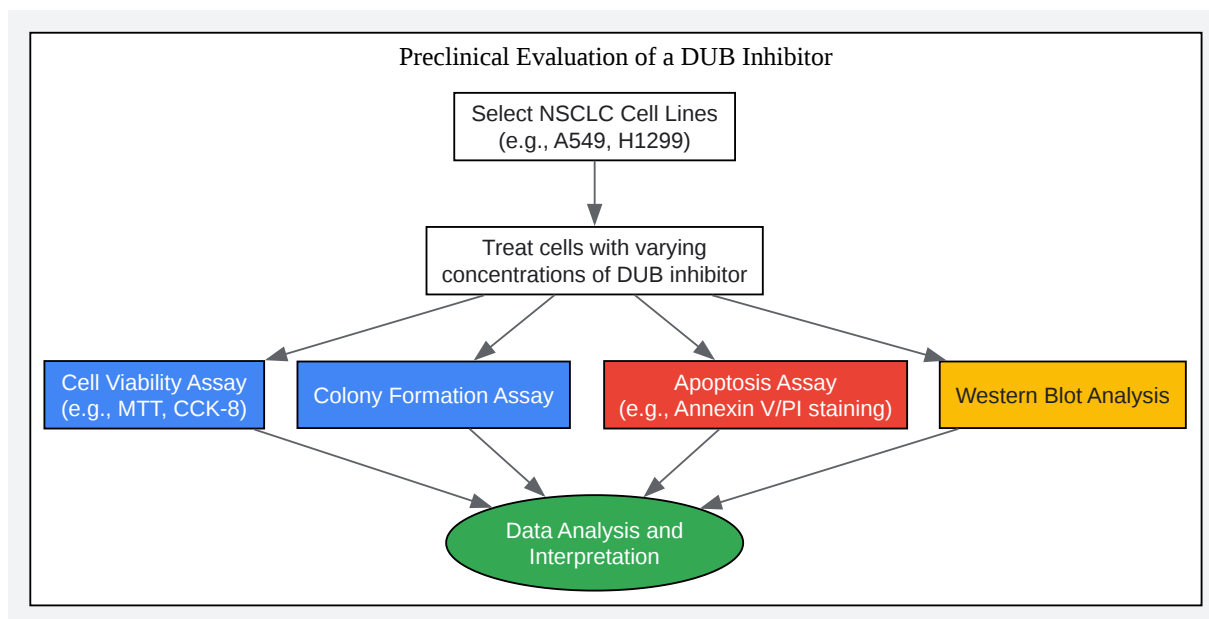 Preclinical Evaluation of a DUB Inhibitor
Select NSCLC Cell Lines
(e.g., A549, H1299)
Treat cells with varying
concentrations of DUB inhibitor
Cell Viability Assay
(e.g., MTT, CCK-8)
Colony Formation Assay
Apoptosis Assay
(e.g., Annexin V/PI staining)
Western Blot Analysis
Data Analysis and
Interpretation